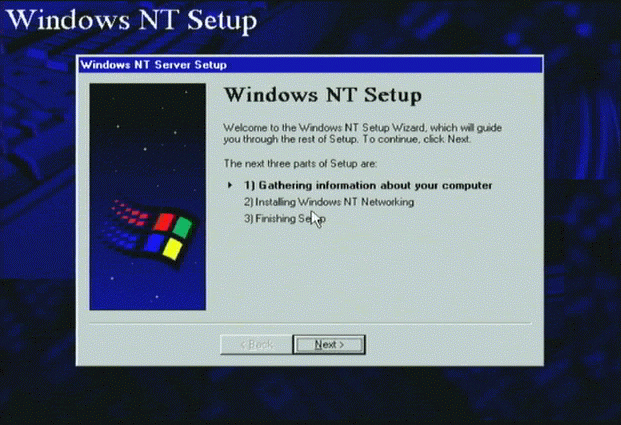 Windows NT Setup
Windows NT Server Setup
Windows NT Setup
Welcome to the Windows NT Setup Wizard, which will guide
you through the rest of Setup. To continue, click Next.
The next three parts of Setup are:
1) Gathering information about your computer
2) Installing Windows NT Networking
3) Finishing Setup
< Back
Next >